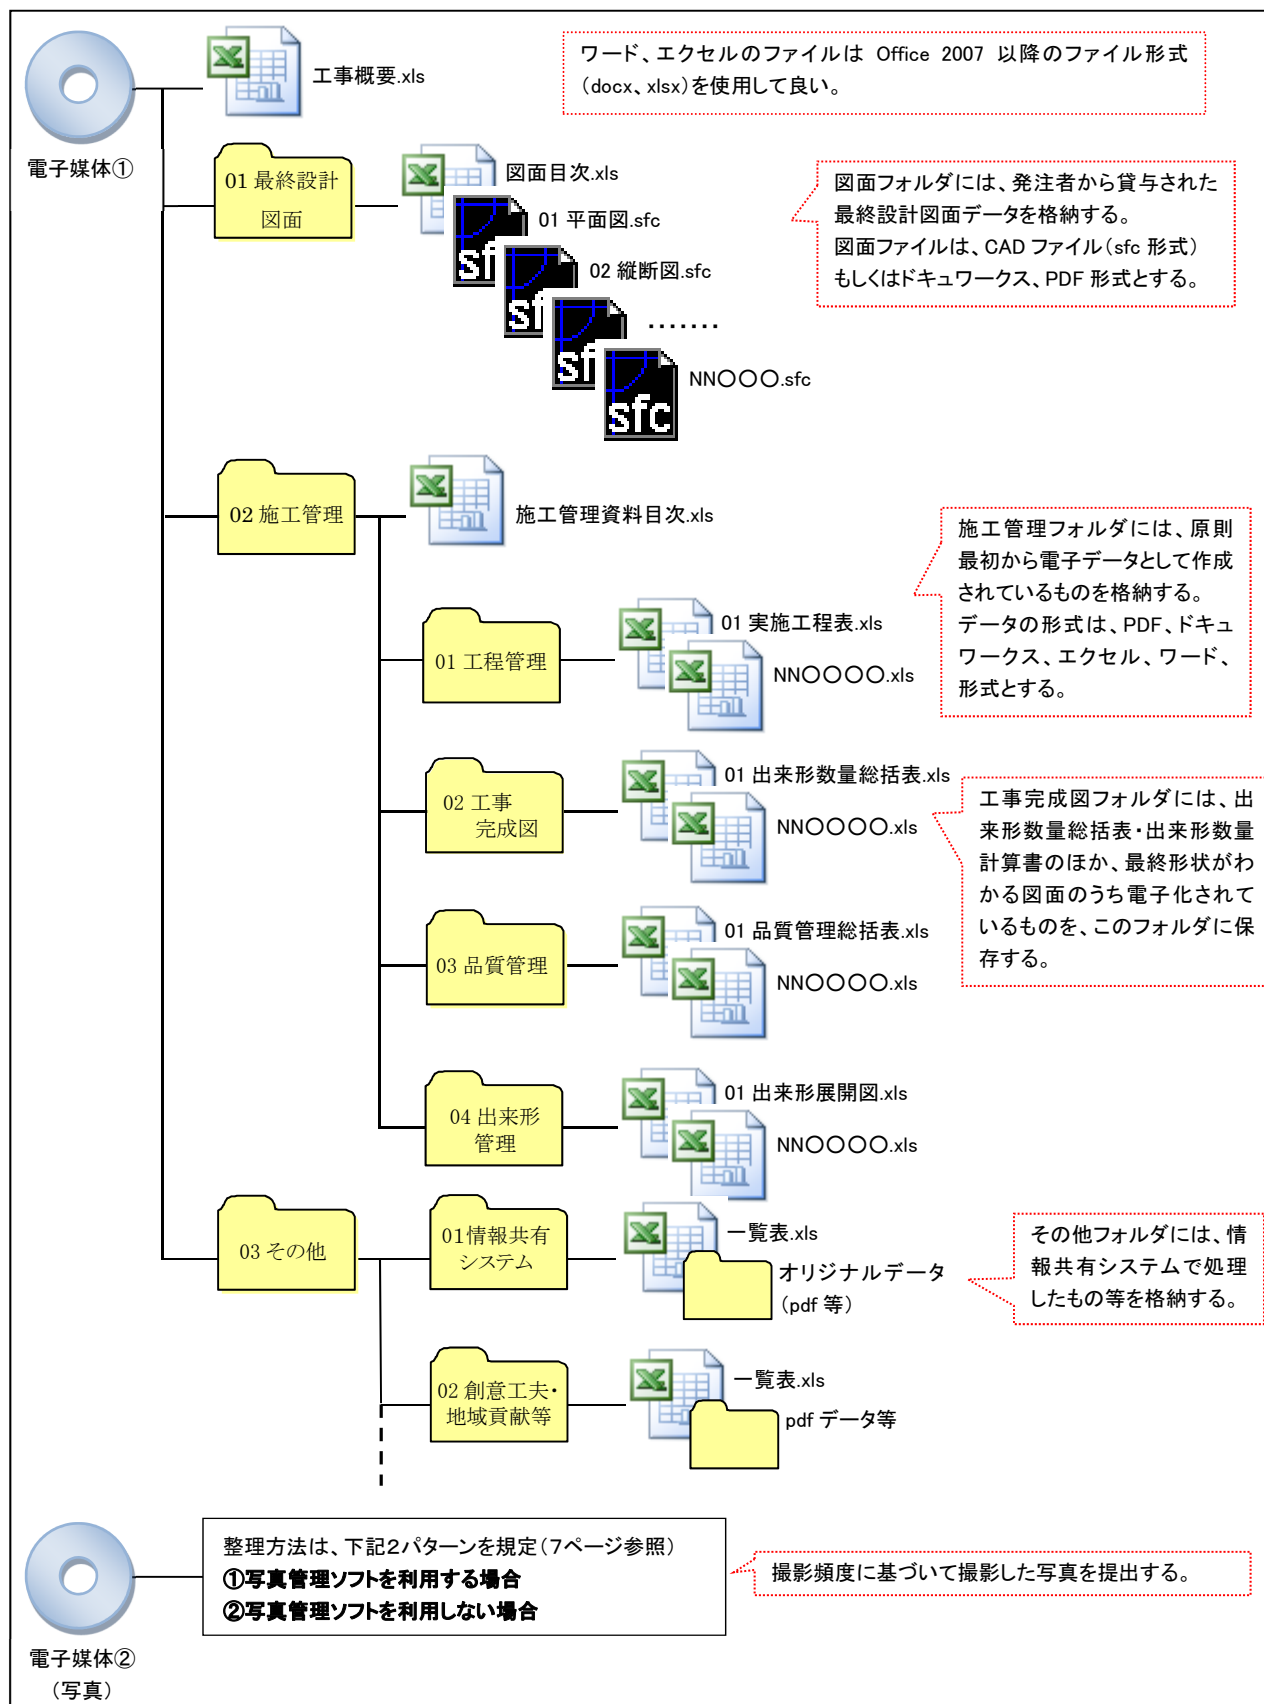 工事概要.xls
ワード、エクセルのファイルは Office 2007 以降のファイル形式
(docx、xlsx)を使用して良い。
電子媒体①
01 最終設計
図面
図面目次.xls
01 平面図.sfc
02 縦断図.sfc
・・・・・・・
NN〇〇〇.sfc
sf
sf
sf
sfc
図面フォルダには、発注者から貸与された
最終設計図面データを格納する。
図面ファイルは、CAD ファイル(sfc 形式)
もしくはドキュワークス、PDF 形式とする。
02 施工管理
施工管理資料目次.xls
施工管理フォルダには、原則
最初から電子データとして作成
されているものを格納する。
データの形式は、PDF、ドキュ
ワークス、エクセル、ワード、
形式とする。
01 工程管理
01 実施工程表.xls
NN〇〇〇〇.xls
02 工事
完成図
01 出来形数量総括表.xls
NN〇〇〇〇.xls
工事完成図フォルダには、出
来形数量総括表・出来形数量
計算書のほか、最終形状がわ
かる図面のうち電子化されて
いるものを、このフォルダに保
存する。
03 品質管理
01 品質管理総括表.xls
NN〇〇〇〇.xls
04 出来形
管理
01 出来形展開図.xls
NN〇〇〇〇.xls
03 その他
01情報共有
システム
一覧表.xls
オリジナルデータ
(pdf 等)
その他フォルダには、情
報共有システムで処理
したもの等を格納する。
02 創意工夫・
地域貢献等
一覧表.xls
pdf データ等
整理方法は、下記2パターンを規定(7ページ参照)
①写真管理ソフトを利用する場合
②写真管理ソフトを利用しない場合
撮影頻度に基づいて撮影した写真を提出する。
電子媒体②
(写真)